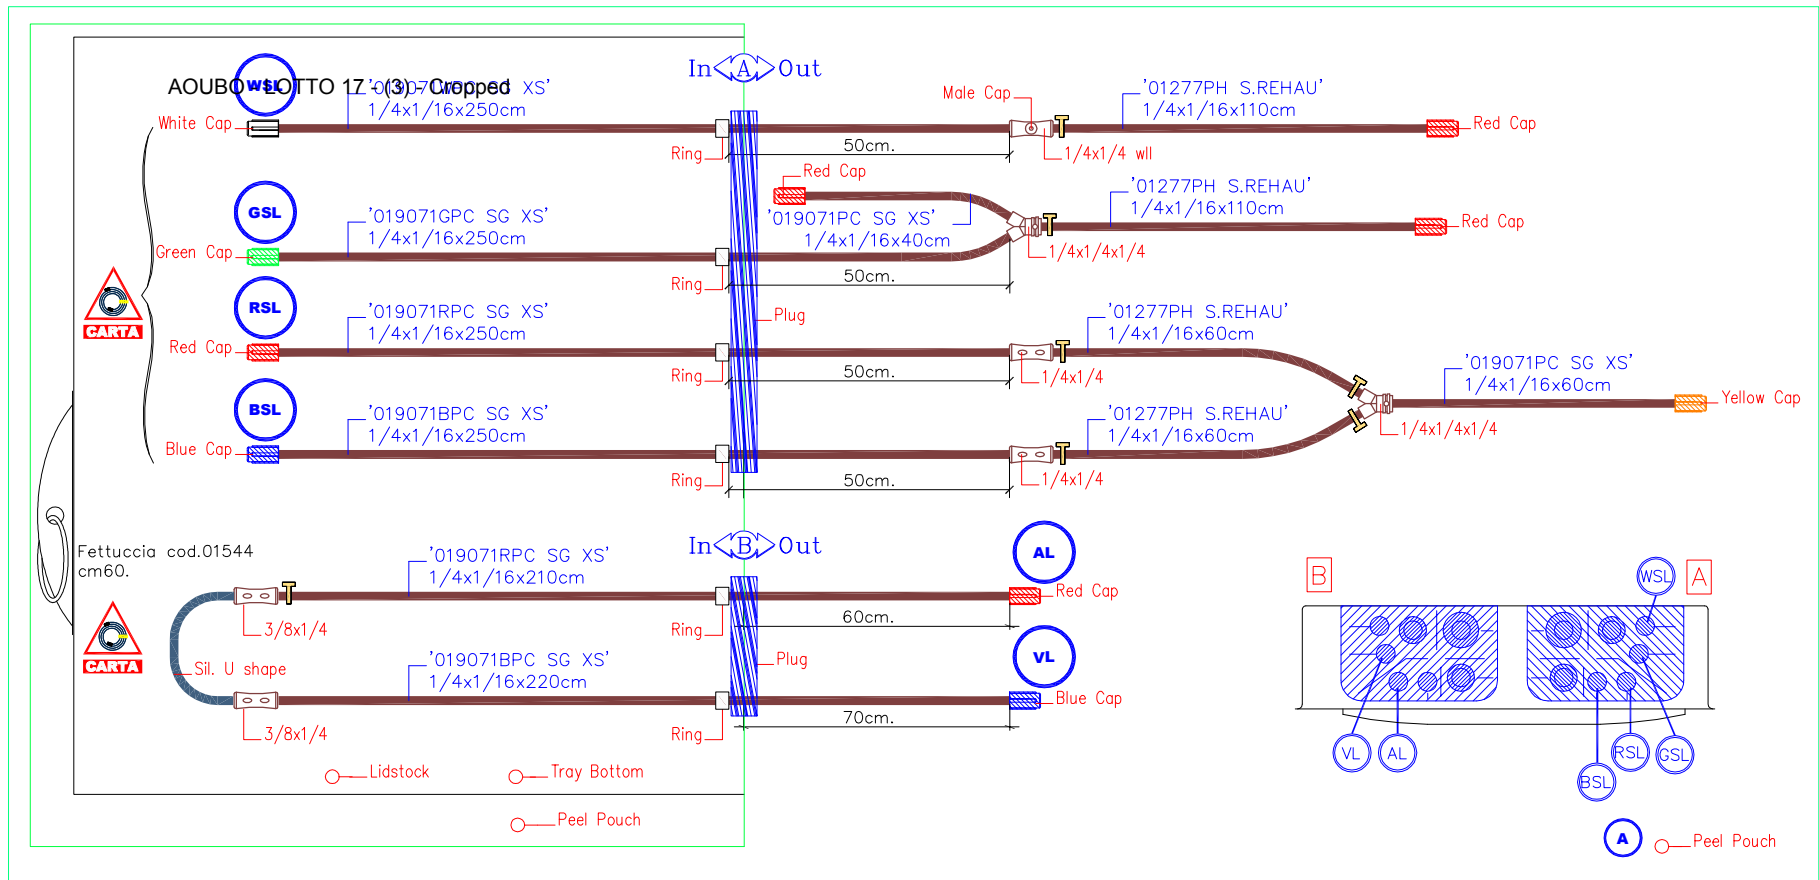 AOUBO - LOTTO 17 - (3) - Cropped
WSL
1/4x1/16x250cm
White Cap
In A Out
Male Cap
'01277PH S.REHAU'
1/4x1/16x110cm
Red Cap
Ring
50cm.
1/4x1/4 wll
Red Cap
GSL
'019071GPC SG XS'
1/4x1/16x250cm
Green Cap
'019071PC SG XS'
1/4x1/16x40cm
'01277PH S.REHAU'
1/4x1/16x110cm
Red Cap
1/4x1/4x1/4
Ring
50cm.
CARTA
RSL
'019071RPC SG XS'
1/4x1/16x250cm
Red Cap
Plug
'01277PH S.REHAU'
1/4x1/16x60cm
Ring
50cm.
1/4x1/4
'019071PC SG XS'
1/4x1/16x60cm
Yellow Cap
1/4x1/4x1/4
BSL
'019071BPC SG XS'
1/4x1/16x250cm
Blue Cap
'01277PH S.REHAU'
1/4x1/16x60cm
Ring
50cm.
1/4x1/4
In B Out
Fettuccia cod.01544
cm60.
'019071RPC SG XS'
1/4x1/16x210cm
AL
Red Cap
3/8x1/4
Ring
60cm.
CARTA
Sil. U shape
'019071BPC SG XS'
1/4x1/16x220cm
Plug
VL
Blue Cap
3/8x1/4
Ring
70cm.
Lidstock
Tray Bottom
Peel Pouch
B
WSL
A
VL
AL
BSL
RSL
GSL
A
Peel Pouch